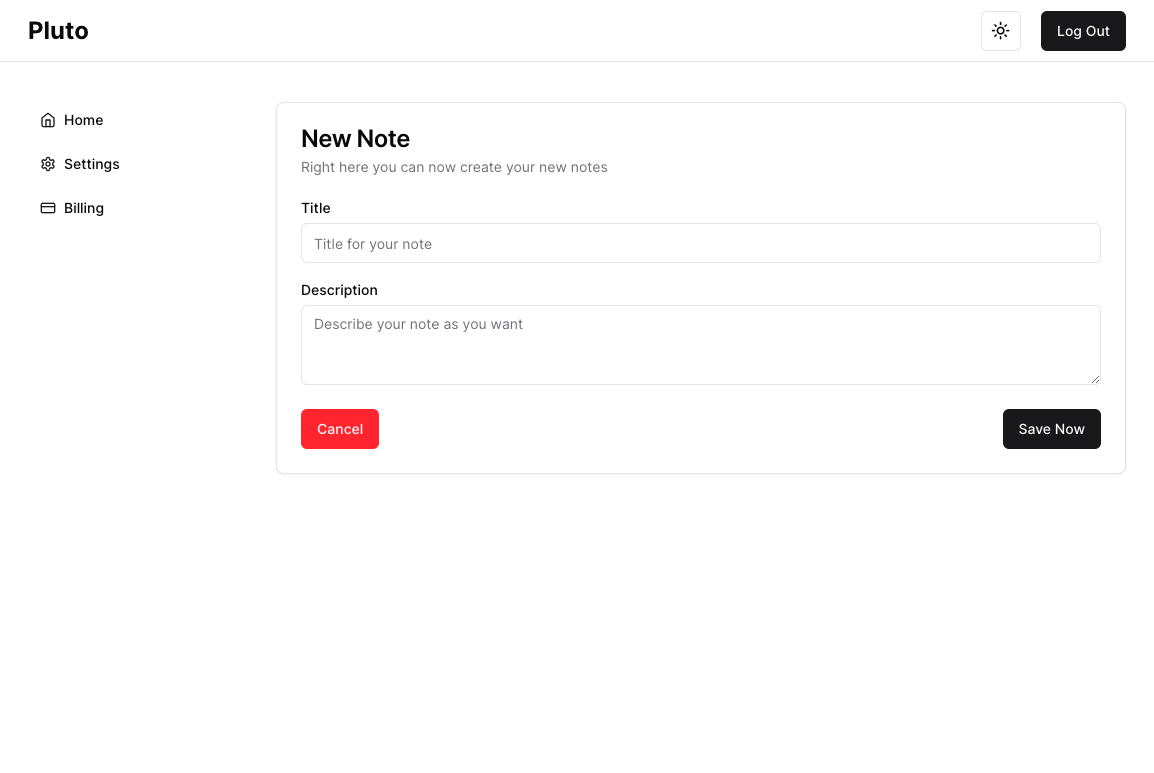 Pluto
Log Out
Home
Settings
Billing
New Note
Right here you can now create your new notes
Title
Title for your note
Description
Describe your note as you want
Cancel
Save Now